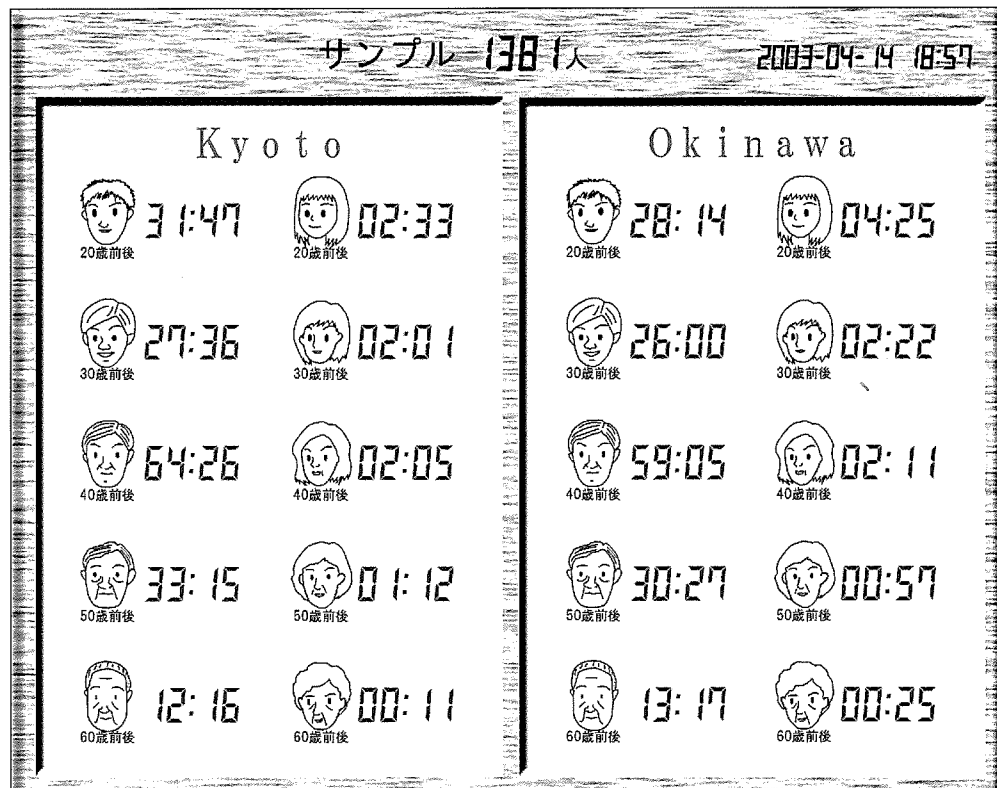 サンプル 1381人 2003-04-14 18:57
Kyoto
31:47 02:33
20歳前後 20歳前後
27:36 02:01
30歳前後 30歳前後
64:26 02:05
40歳前後 40歳前後
33:15 01:12
50歳前後 50歳前後
12:16 00:11
60歳前後 60歳前後
Okinawa
28:14 04:25
20歳前後 20歳前後
26:00 02:22
30歳前後 30歳前後
59:05 02:11
40歳前後 40歳前後
30:27 00:57
50歳前後 50歳前後
13:17 00:25
60歳前後 60歳前後